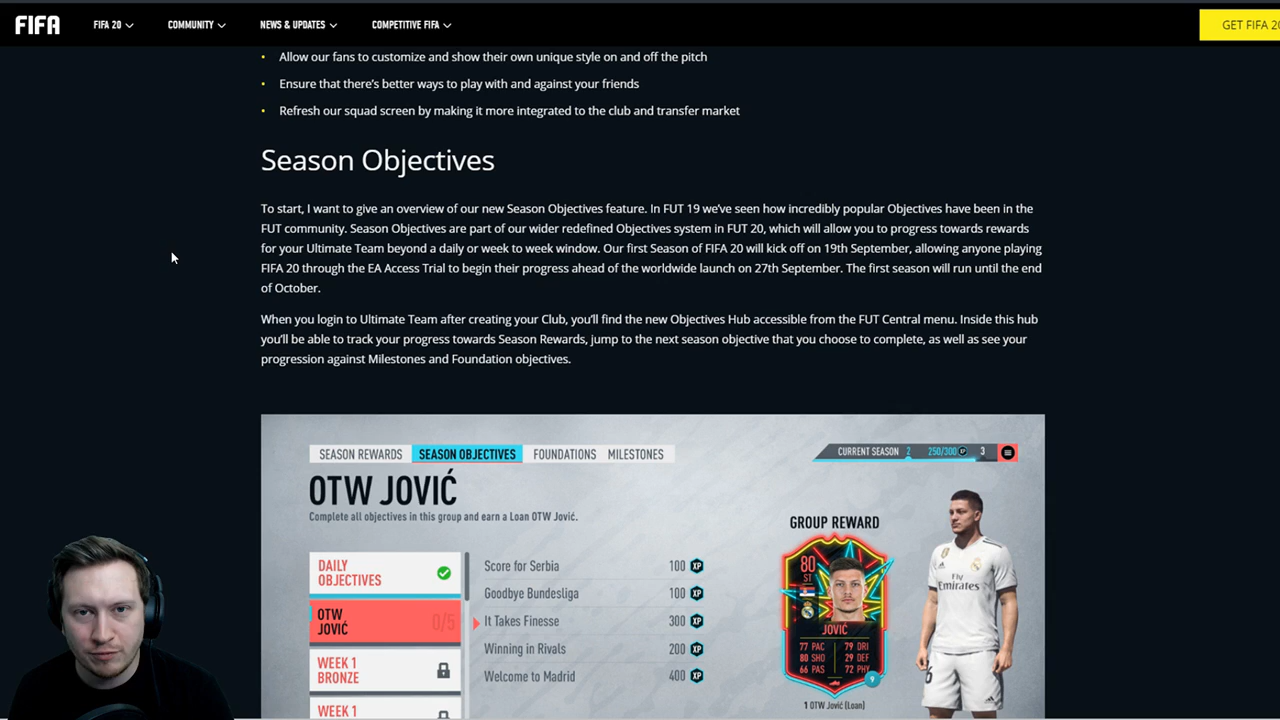 FIFA
FIFA 20
COMMUNITY
NEWS & UPDATES
COMPETITIVE FIFA
GET FIFA 20
• Allow our fans to customize and show their own unique style on and off the pitch
• Ensure that there's better ways to play with and against your friends
• Refresh our squad screen by making it more integrated to the club and transfer market
Season Objectives
To start, I want to give an overview of our new Season Objectives feature. In FUT 19 we've seen how incredibly popular Objectives have been in the
FUT community. Season Objectives are part of our wider redefined Objectives system in FUT 20, which will allow you to progress towards rewards
for your Ultimate Team beyond a daily or week to week window. Our first Season of FIFA 20 will kick off on 19th September, allowing anyone playing
FIFA 20 through the EA Access Trial to begin their progress ahead of the worldwide launch on 27th September. The first season will run until the end
of October.
When you login to Ultimate Team after creating your Club, you'll find the new Objectives Hub accessible from the FUT Central menu. Inside this hub
you'll be able to track your progress towards Season Rewards, jump to the next season objective that you choose to complete, as well as see your
progression against Milestones and Foundation objectives.
SEASON REWARDS
SEASON OBJECTIVES
FOUNDATIONS
MILESTONES
CURRENT SEASON 2 250/300 XP 3
OTW JOVIĆ
Complete all objectives in this group and earn a Loan OTW Jović.
DAILY
OBJECTIVES
OTW
JOVIĆ
0/5
WEEK 1
BRONZE
WEEK 1
Score for Serbia 100 XP
Goodbye Bundesliga 100 XP
It Takes Finesse 300 XP
Winning in Rivals 200 XP
Welcome to Madrid 400 XP
GROUP REWARD
80
ST
JOVIĆ
77 PAC 79 DRI
80 SHO 29 DEF
66 PAS 72 PHY
9
1 OTW Jović (Loan)
Fly
Emirates